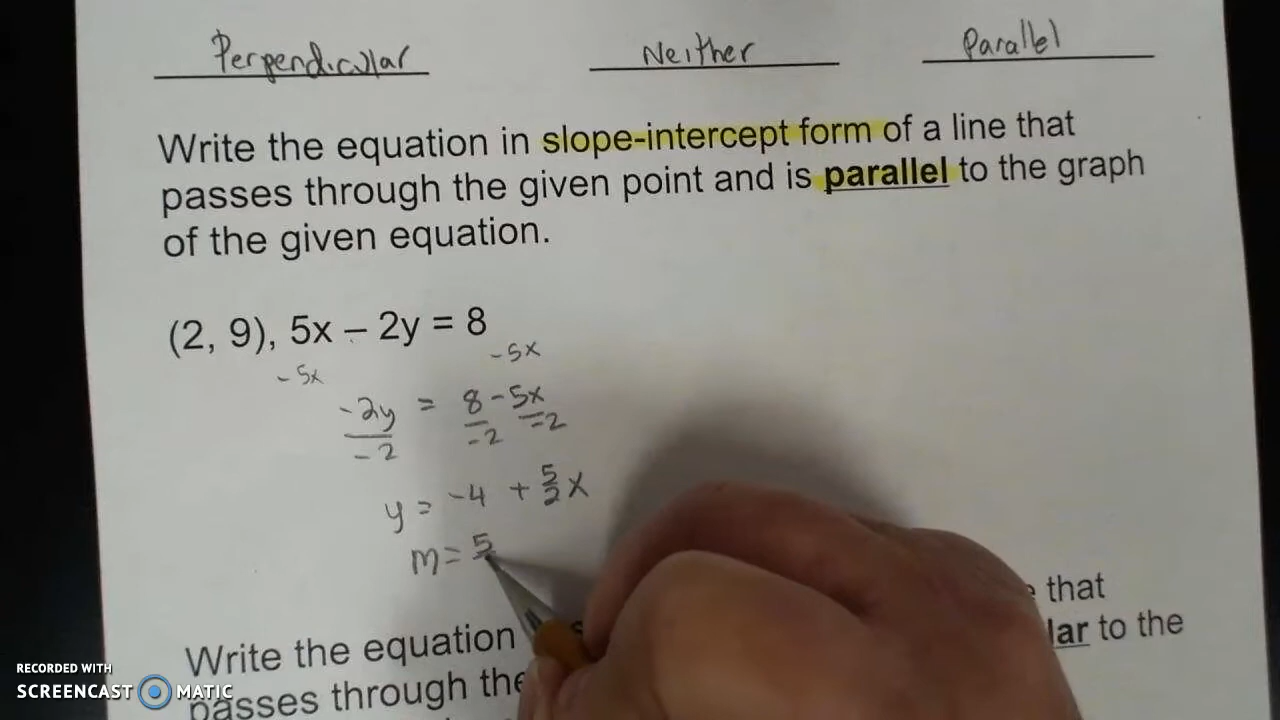 Perpendicular Neither Parallel
Write the equation in slope-intercept form of a line that
passes through the given point and is parallel to the graph
of the given equation.
(2, 9), 5x – 2y = 8
- 5x - 5x
-2y = 8 - 5x
-2 -2 -2
y = -4 + 5/2 x
m = 5
that
Write the equation lar to the
passes through the
RECORDED WITH
SCREENCAST MATIC